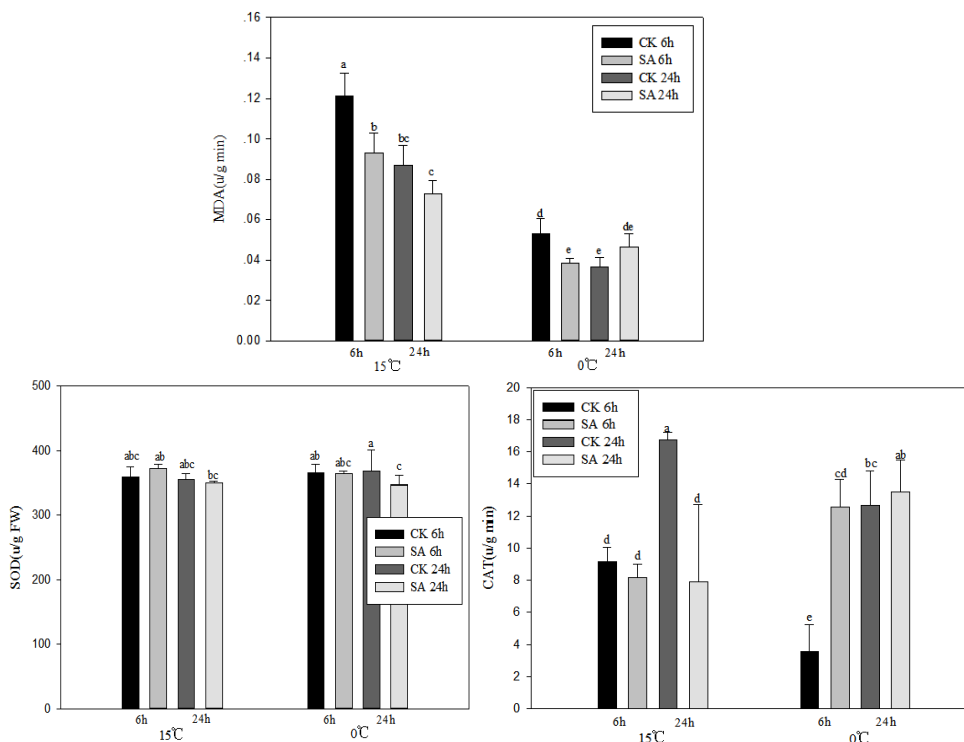 .16
.14
.12
.10
.08
.06
.04
.02
0.00
MDA(u/g min)
CK 6h
SA 6h
CK 24h
SA 24h
a
b
bc
c
d
e
e
de
6h
24h
6h
24h
15℃
0℃
500
400
300
200
100
0
SOD(u/g FW)
abc
ab
abc
bc
ab
abc
a
c
CK 6h
SA 6h
CK 24h
SA 24h
6h
24h
6h
24h
15℃
0℃
20
18
16
14
12
10
8
6
4
2
0
CAT(u/g min)
CK 6h
SA 6h
CK 24h
SA 24h
d
d
a
d
e
cd
bc
ab
6h
24h
6h
24h
15℃
0℃